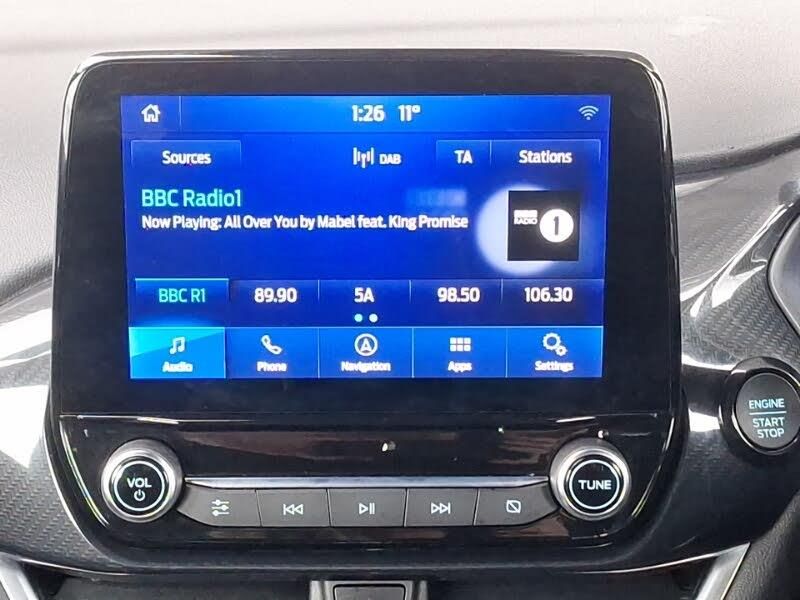 1:26 11°
Sources DAB TA Stations
BBC Radio1
Now Playing: All Over You by Mabel feat. King Promise
BBC RADIO 1
BBC R1 89.90 5A 98.50 106.30
Audio Phone Navigation Apps Settings
VOL TUNE
ENGINE
START
STOP